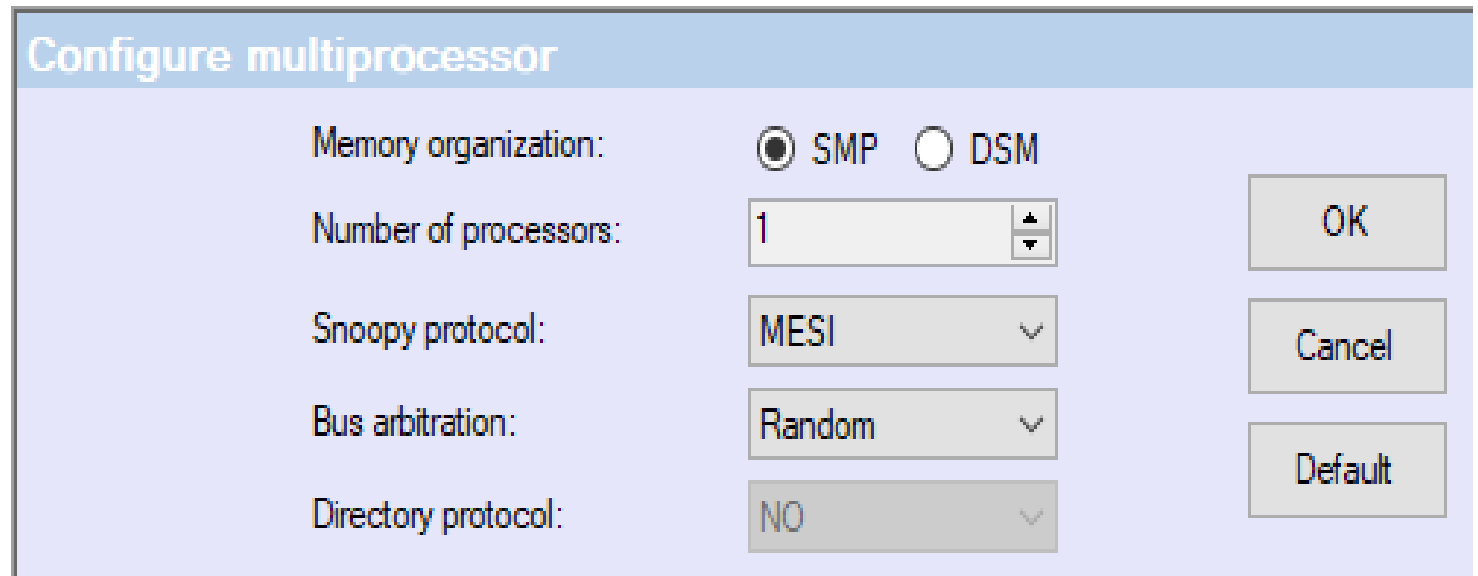 Configure multiprocessor
Memory organization: SMP DSM
Number of processors: 1
OK
Snoopy protocol: MESI
Cancel
Bus arbitration: Random
Default
Directory protocol: NO